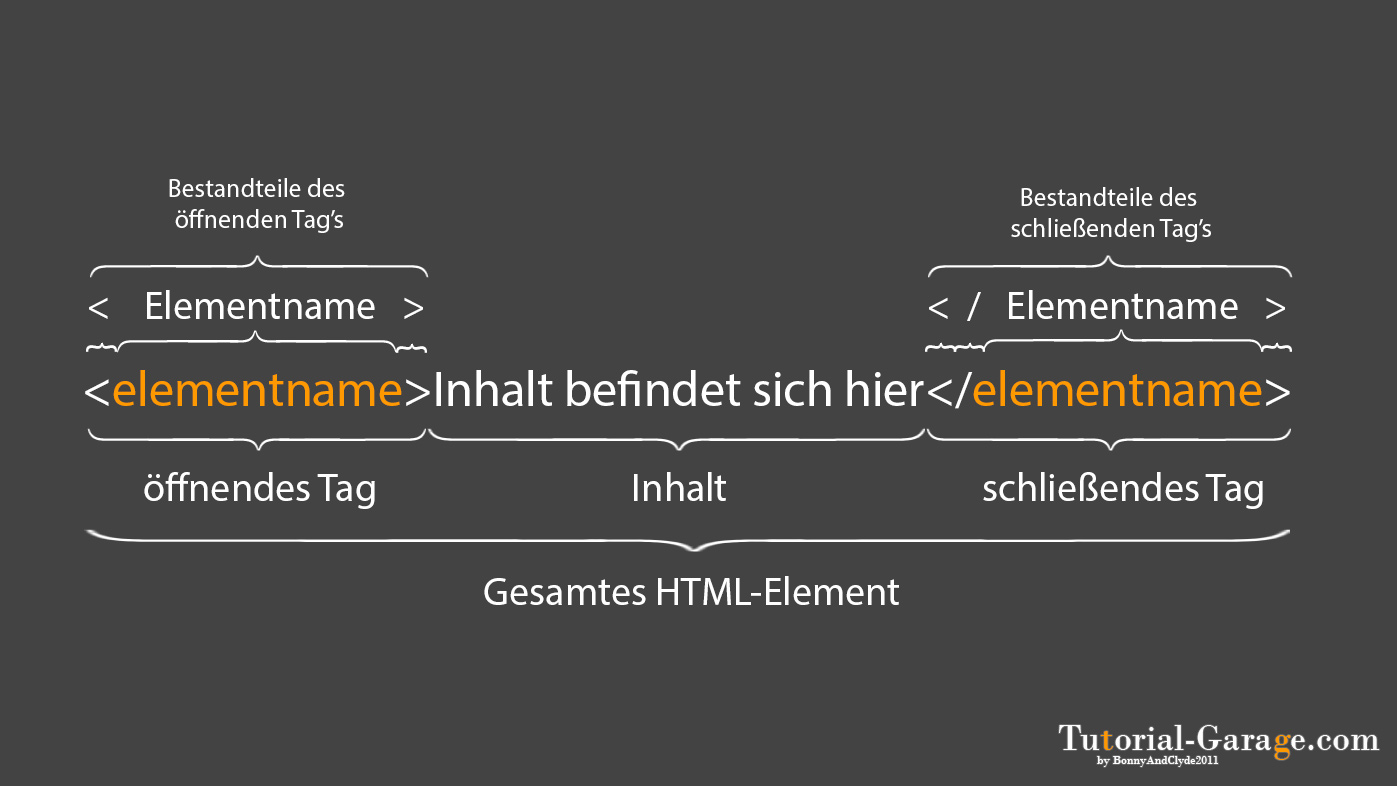 Bestandteile des
öffnenden Tag's
Bestandteile des
schließenden Tag's
< Elementname >
< / Elementname >
<elementname>Inhalt befindet sich hier</elementname>
öffnendes Tag
Inhalt
schließendes Tag
Gesamtes HTML-Element
Tutorial-Garage.com
by BonnyAndClyde2011